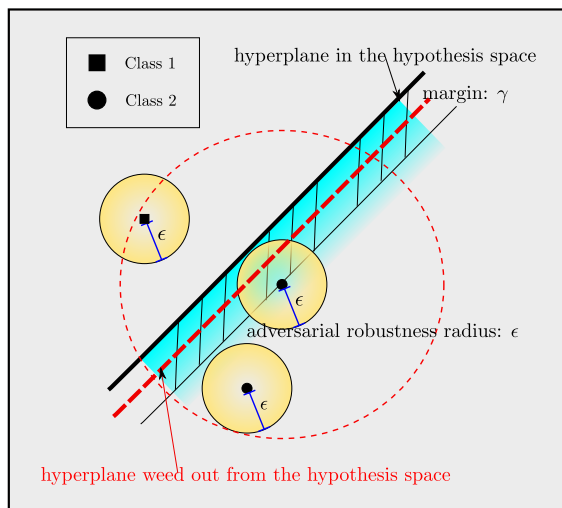 hyperplane in the hypothesis space
Class 1
Class 2
margin: γ
ϵ
ϵ
adversarial robustness radius: ϵ
ϵ
hyperplane weed out from the hypothesis space